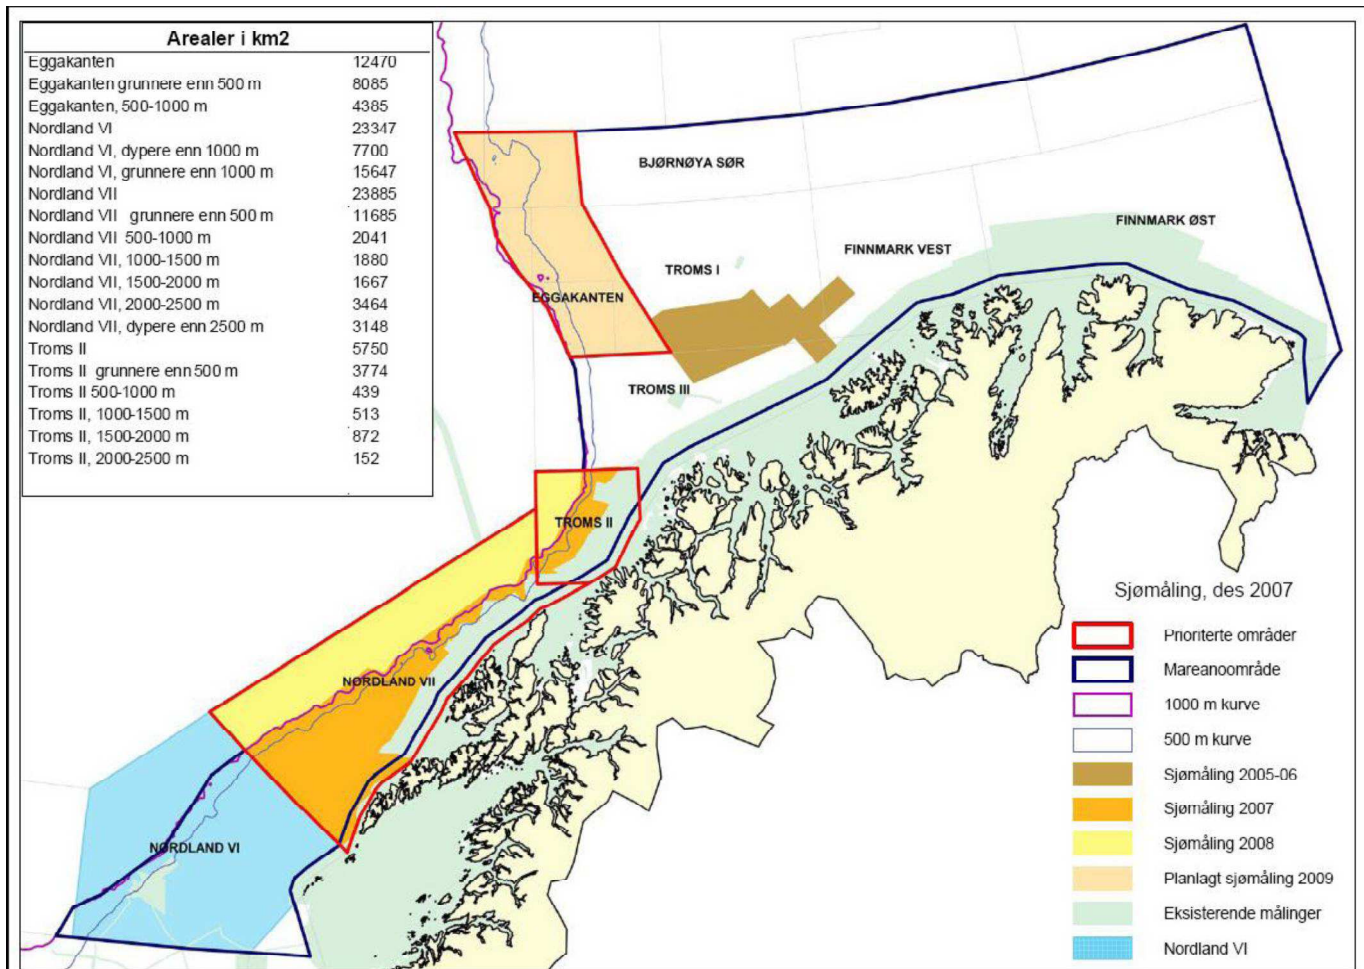 Arealer i km2
Eggakanten 12470
Eggakanten grunnere enn 500 m 8085
Eggakanten, 500-1000 m 4385
Nordland VI 23347
Nordland VI, dypere enn 1000 m 7700
Nordland VI, grunnere enn 1000 m 15647
Nordland VII 23885
Nordland VII grunnere enn 500 m 11685
Nordland VII 500-1000 m 2041
Nordland VII, 1000-1500 m 1880
Nordland VII, 1500-2000 m 1667
Nordland VII, 2000-2500 m 3464
Nordland VII, dypere enn 2500 m 3148
Troms II 5750
Troms II grunnere enn 500 m 3774
Troms II 500-1000 m 439
Troms II, 1000-1500 m 513
Troms II, 1500-2000 m 872
Troms II, 2000-2500 m 152
BJØRNØYA SØR
FINNMARK ØST
FINNMARK VEST
TROMS I
EGGAKANTEN
TROMS III
TROMS II
NORDLAND VII
NORDLAND VI
Sjømåling, des 2007
Prioriterte områder
Mareanoområde
1000 m kurve
500 m kurve
Sjømåling 2005-06
Sjømåling 2007
Sjømåling 2008
Planlagt sjømåling 2009
Eksisterende målinger
Nordland VI